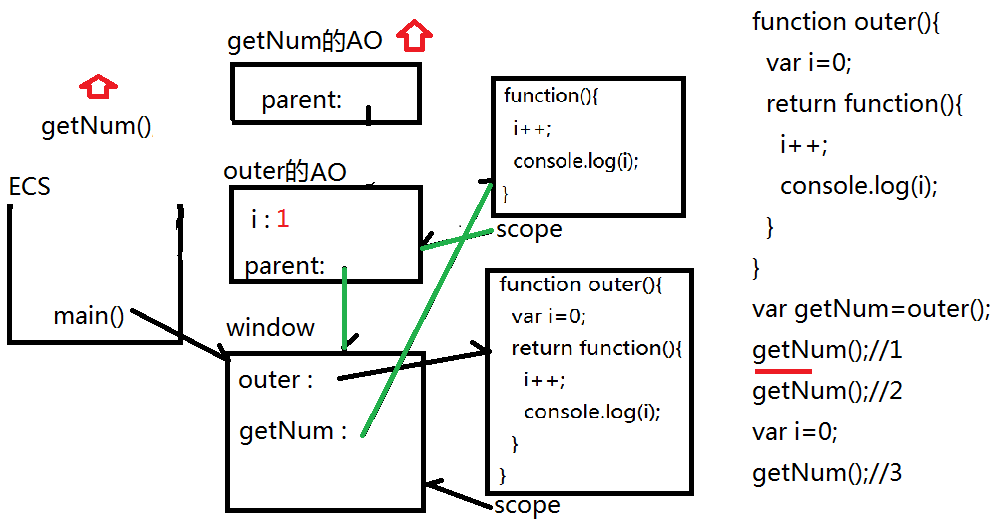 getNum的AO
parent:
getNum()
ECS
main()
outer的AO
i : 1
parent:
window
outer :
getNum :
function(){
i++;
console.log(i);
}
scope
function outer(){
var i=0;
return function(){
i++;
console.log(i);
}
}
scope
function outer(){
var i=0;
return function(){
i++;
console.log(i);
}
}
var getNum=outer();
getNum();//1
getNum();//2
var i=0;
getNum();//3